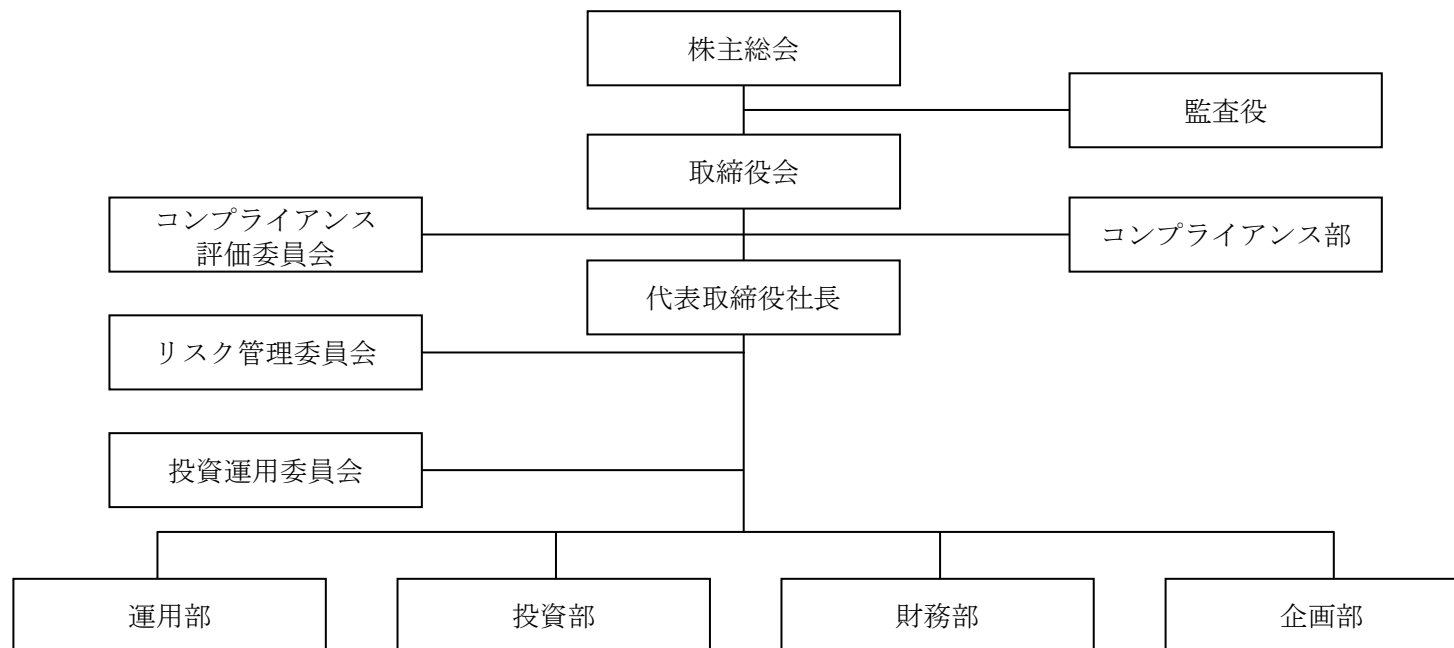 株主総会
監査役
取締役会
コンプライアンス
評価委員会
コンプライアンス部
代表取締役社長
リスク管理委員会
投資運用委員会
運用部
投資部
財務部
企画部